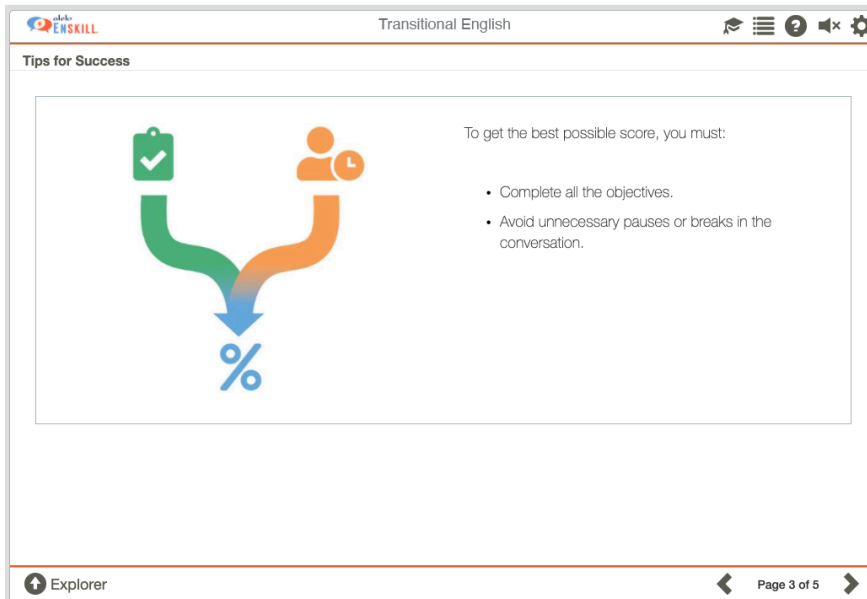 alelo
ENSKILL
Transitional English
Tips for Success
To get the best possible score, you must:
• Complete all the objectives.
• Avoid unnecessary pauses or breaks in the
conversation.
%
Explorer
Page 3 of 5